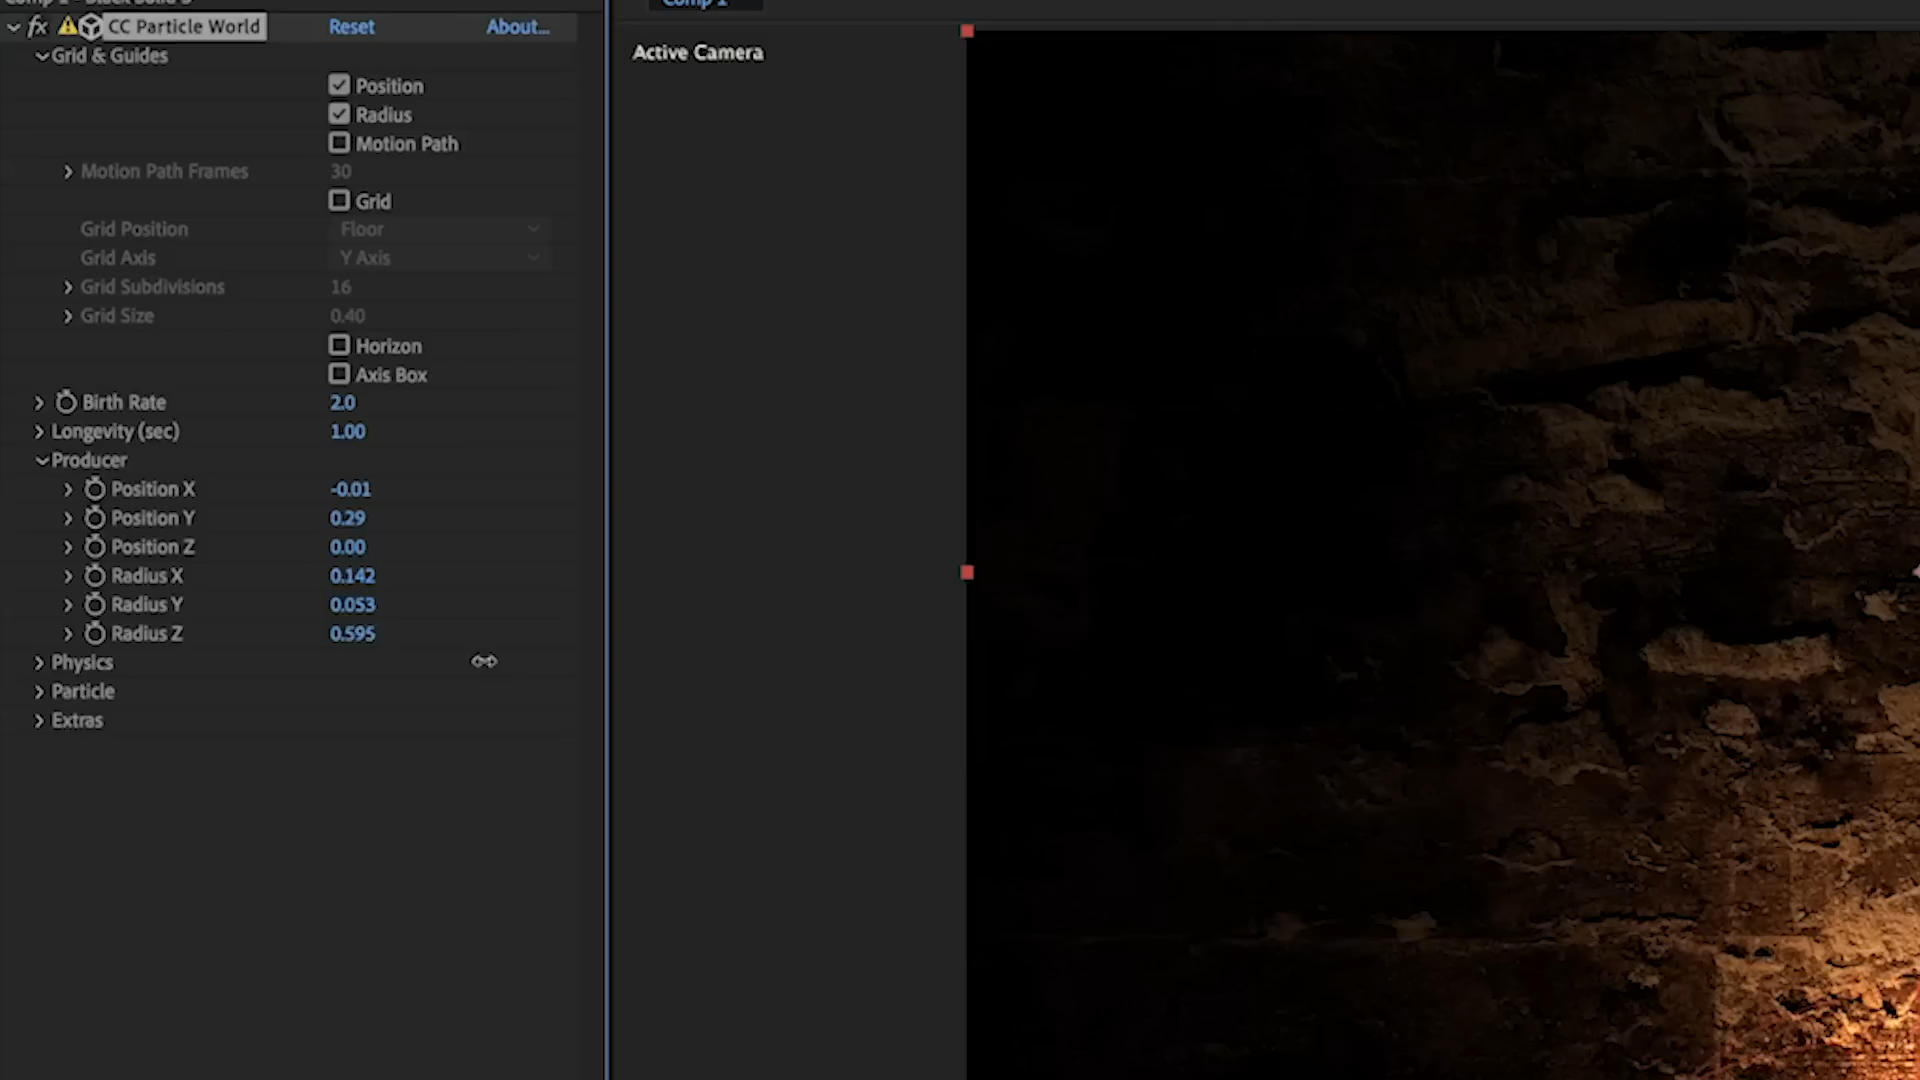 fx CC Particle World Reset About...
Grid & Guides
Position
Radius
Motion Path
Motion Path Frames 30
Grid
Grid Position Floor
Grid Axis Y Axis
Grid Subdivisions 16
Grid Size 0.40
Horizon
Axis Box
Birth Rate 2.0
Longevity (sec) 1.00
Producer
Position X -0.01
Position Y 0.29
Position Z 0.00
Radius X 0.142
Radius Y 0.053
Radius Z 0.595
Physics
Particle
Extras
Comp 1
Active Camera